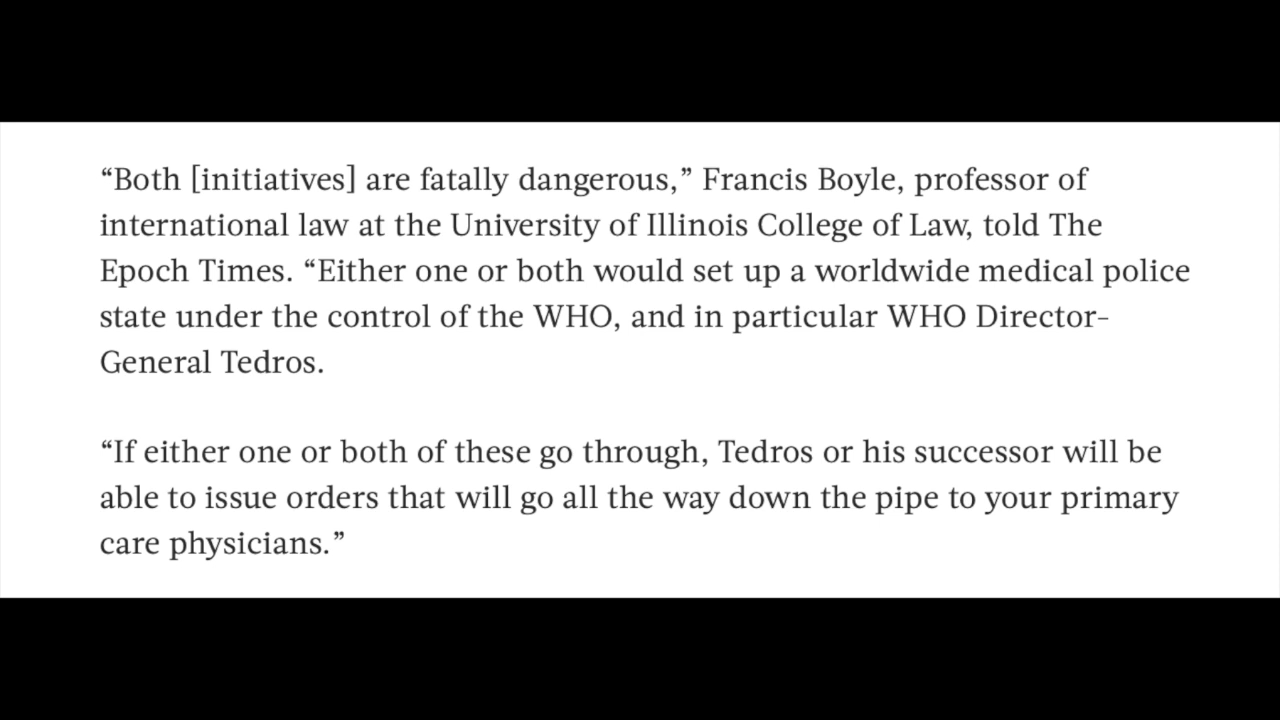 “Both [initiatives] are fatally dangerous,” Francis Boyle, professor of
international law at the University of Illinois College of Law, told The
Epoch Times. “Either one or both would set up a worldwide medical police
state under the control of the WHO, and in particular WHO Director-
General Tedros.
“If either one or both of these go through, Tedros or his successor will be
able to issue orders that will go all the way down the pipe to your primary
care physicians.”